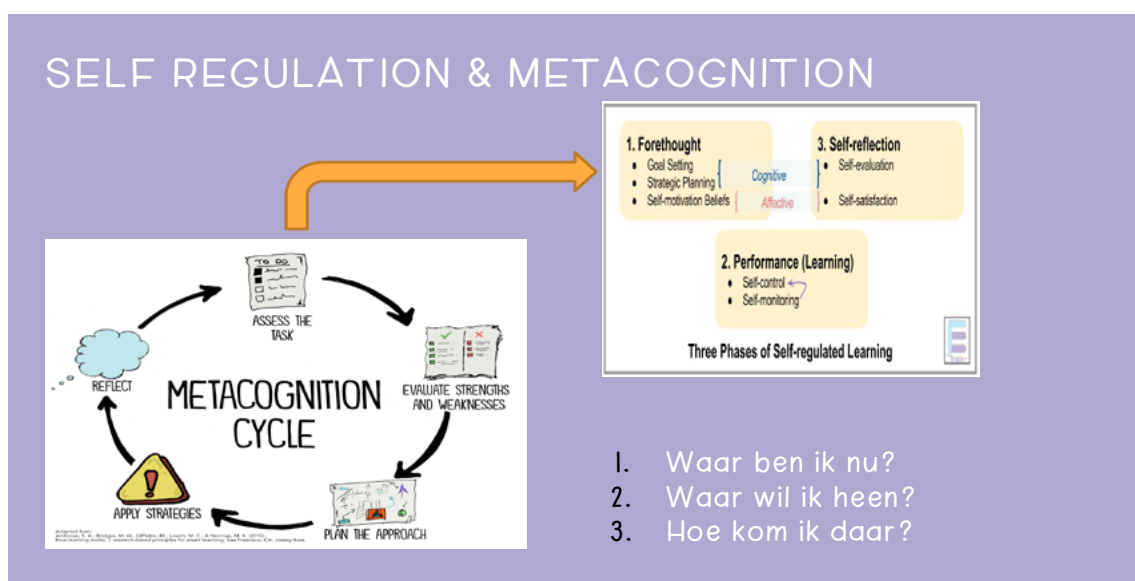 SELF REGULATION & METACOGNITION
1. Forethought
Goal Setting
Strategic Planning
Self-motivation Beliefs
Cognitive
Affective
3. Self-reflection
Self-evaluation
Self-satisfaction
2. Performance (Learning)
Self-control
Self-monitoring
Three Phases of Self-regulated Learning
TO DO
ASSESS THE
TASK
EVALUATE STRENGTHS
AND WEAKNESSES
PLAN THE APPROACH
APPLY STRATEGIES
REFLECT
METACOGNITION
CYCLE
1. Waar ben ik nu?
2. Waar wil ik heen?
3. Hoe kom ik daar?